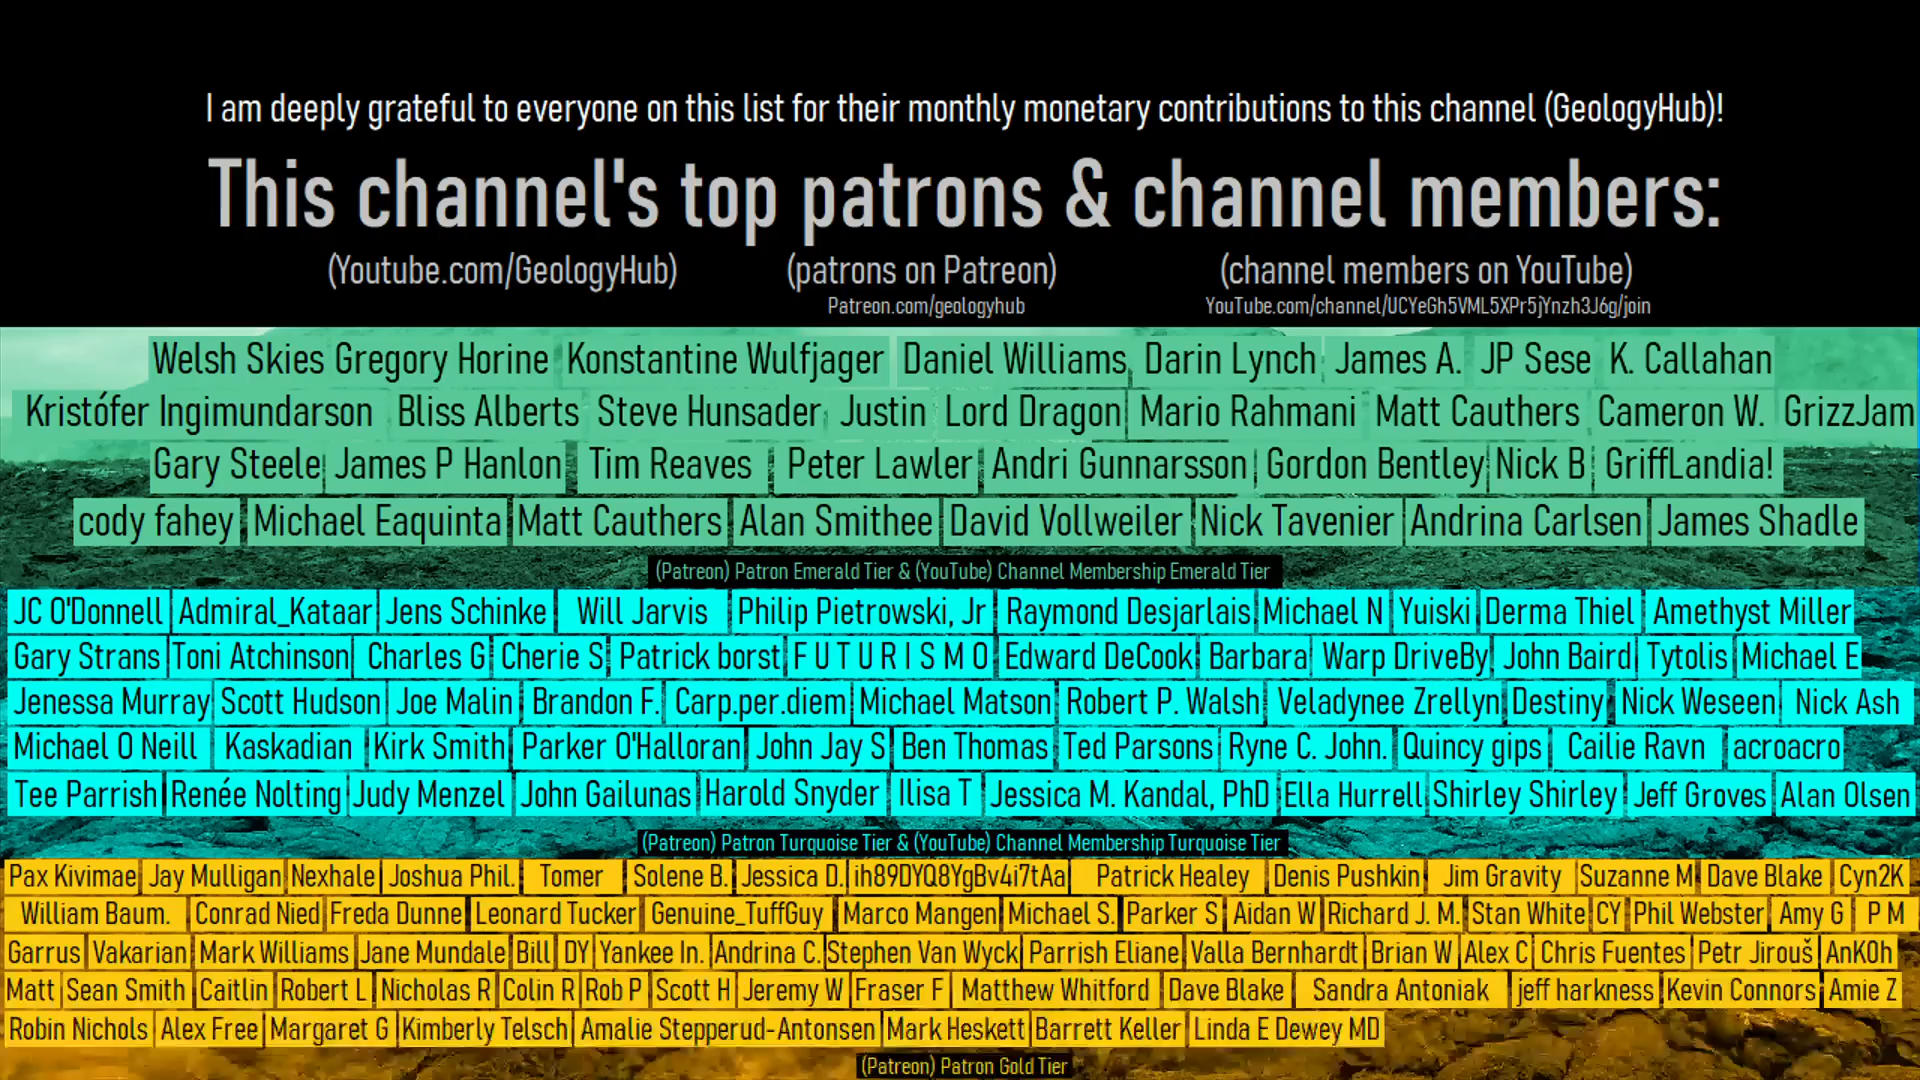 I am deeply grateful to everyone on this list for their monthly monetary contributions to this channel (GeologyHub)!
This channel's top patrons & channel members:
(Youtube.com/GeologyHub) (patrons on Patreon) (channel members on YouTube)
Patreon.com/geologyhub YouTube.com/channel/UCYeGh5VML5XPr5jYnzh3J6g/join
Welsh Skies Gregory Horine Konstantine Wulfjager Daniel Williams Darin Lynch James A. JP Sese K. Callahan
Kristófer Ingimundarson Bliss Alberts Steve Hunsader Justin Lord Dragon Mario Rahmani Matt Cauthers Cameron W. GrizzJam
Gary Steele James P Hanlon Tim Reaves Peter Lawler Andri Gunnarsson Gordon Bentley Nick B GriffLandia!
cody fahey Michael Eaquinta Matt Cauthers Alan Smithee David Vollweiler Nick Tavenier Andrina Carlsen James Shadle
(Patreon) Patron Emerald Tier & (YouTube) Channel Membership Emerald Tier
JC O'Donnell Admiral_Kataar Jens Schinke Will Jarvis Philip Pietrowski, Jr Raymond Desjarlais Michael N Yuiski Derma Thiel Amethyst Miller
Gary Strans Toni Atchinson Charles G Cherie S Patrick borst F U T U R I S M O Edward DeCook Barbara Warp DriveBy John Baird Tytolis Michael E
Jenessa Murray Scott Hudson Joe Malin Brandon F. Carp.per.diem Michael Matson Robert P. Walsh Veladynee Zrellyn Destiny Nick Weseen Nick Ash
Michael O Neill Kaskadian Kirk Smith Parker O'Halloran John Jay S Ben Thomas Ted Parsons Ryne C. John. Quincy gips Cailie Ravn acroacro
Tee Parrish Renée Nolting Judy Menzel John Gailunas Harold Snyder Ilisa T Jessica M. Kandal, PhD Ella Hurrell Shirley Shirley Jeff Groves Alan Olsen
(Patreon) Patron Turquoise Tier & (YouTube) Channel Membership Turquoise Tier
Pax Kivimae Jay Mulligan Nexhale Joshua Phil. Tomer Solene B. Jessica D. ih89DYQ8YgBv4i7tAa Patrick Healey Denis Pushkin Jim Gravity Suzanne M Dave Blake Cyn2K
William Baum. Conrad Nied Freda Dunne Leonard Tucker Genuine_TuffGuy Marco Mangen Michael S. Parker S Aidan W Richard J. M. Stan White CY Phil Webster Amy G P M
Garrus Vakarian Mark Williams Jane Mundale Bill DY Yankee In. Andrina C. Stephen Van Wyck Parrish Eliane Valla Bernhardt Brian W Alex C Chris Fuentes Petr Jirouš AnK0h
Matt Sean Smith Caitlin Robert L Nicholas R Colin R Rob P Scott H Jeremy W Fraser F Matthew Whitford Dave Blake Sandra Antoniak jeff harkness Kevin Connors Amie Z
Robin Nichols Alex Free Margaret G Kimberly Telsch Amalie Stepperud-Antonsen Mark Heskett Barrett Keller Linda E Dewey MD
(Patreon) Patron Gold Tier